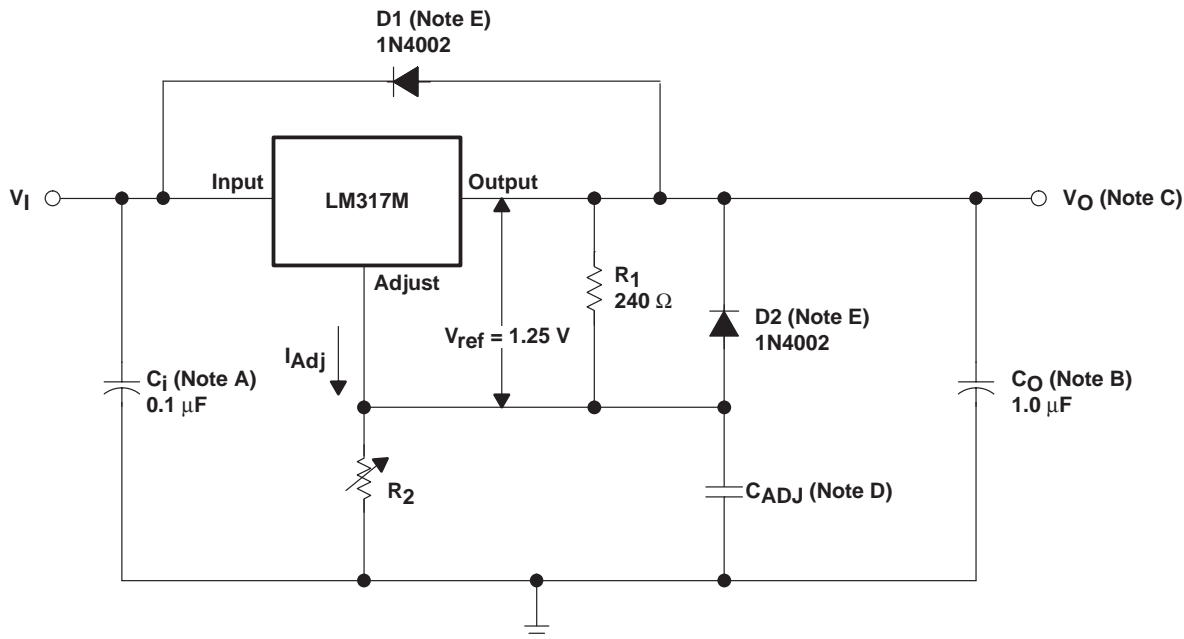 D1 (Note E)
1N4002
Input
LM317M
Output
VI
VO (Note C)
Adjust
R1
240 Ω
Vref = 1.25 V
D2 (Note E)
1N4002
IAdj
Ci (Note A)
0.1 μF
CO (Note B)
1.0 μF
R2
CADJ (Note D)